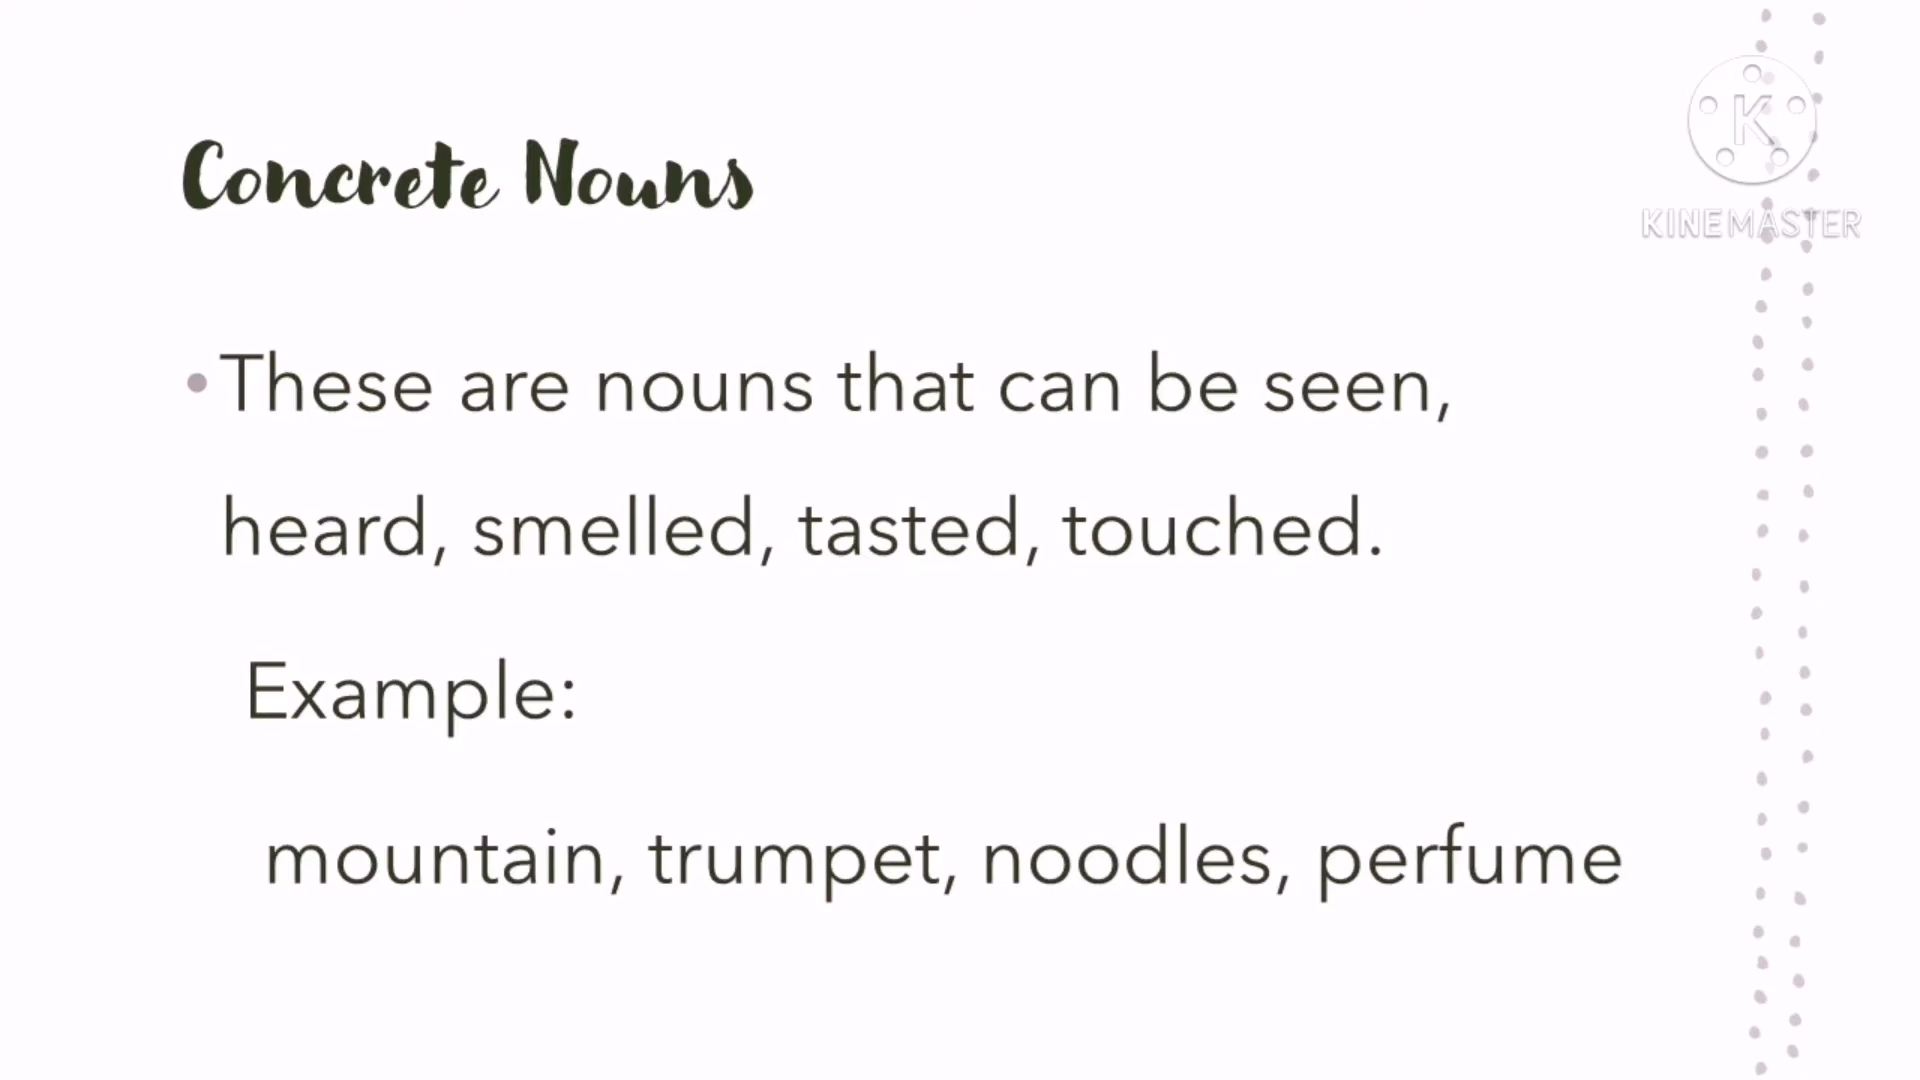 Concrete Nouns
K
KINEMASTER
•These are nouns that can be seen,
heard, smelled, tasted, touched.
Example:
mountain, trumpet, noodles, perfume